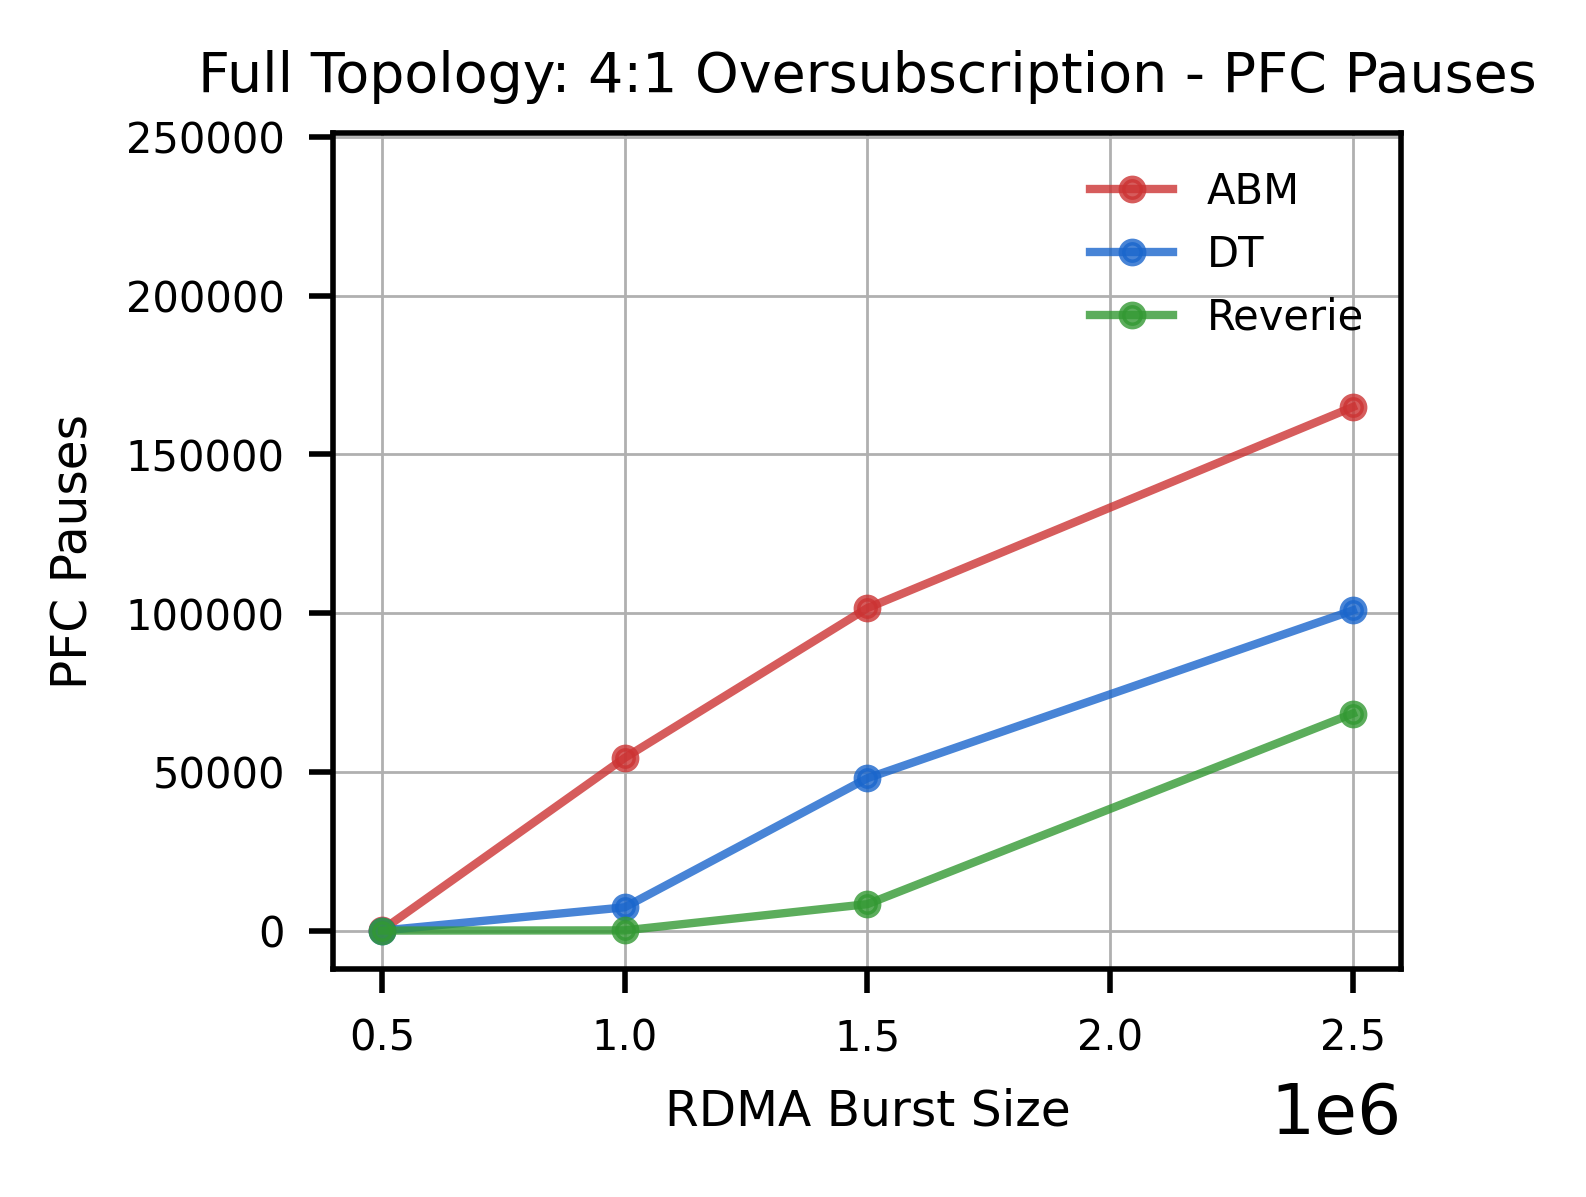 Full Topology: 4:1 Oversubscription - PFC Pauses
250000
200000
150000
100000
50000
0
PFC Pauses
ABM
DT
Reverie
0.5 1.0 1.5 2.0 2.5
RDMA Burst Size
1e6